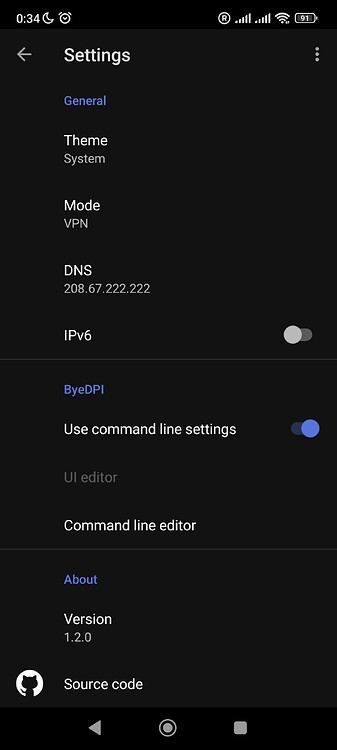 0:34
R
91
Settings
General
Theme
System
Mode
VPN
DNS
208.67.222.222
IPv6
ByeDPI
Use command line settings
UI editor
Command line editor
About
Version
1.2.0
Source code